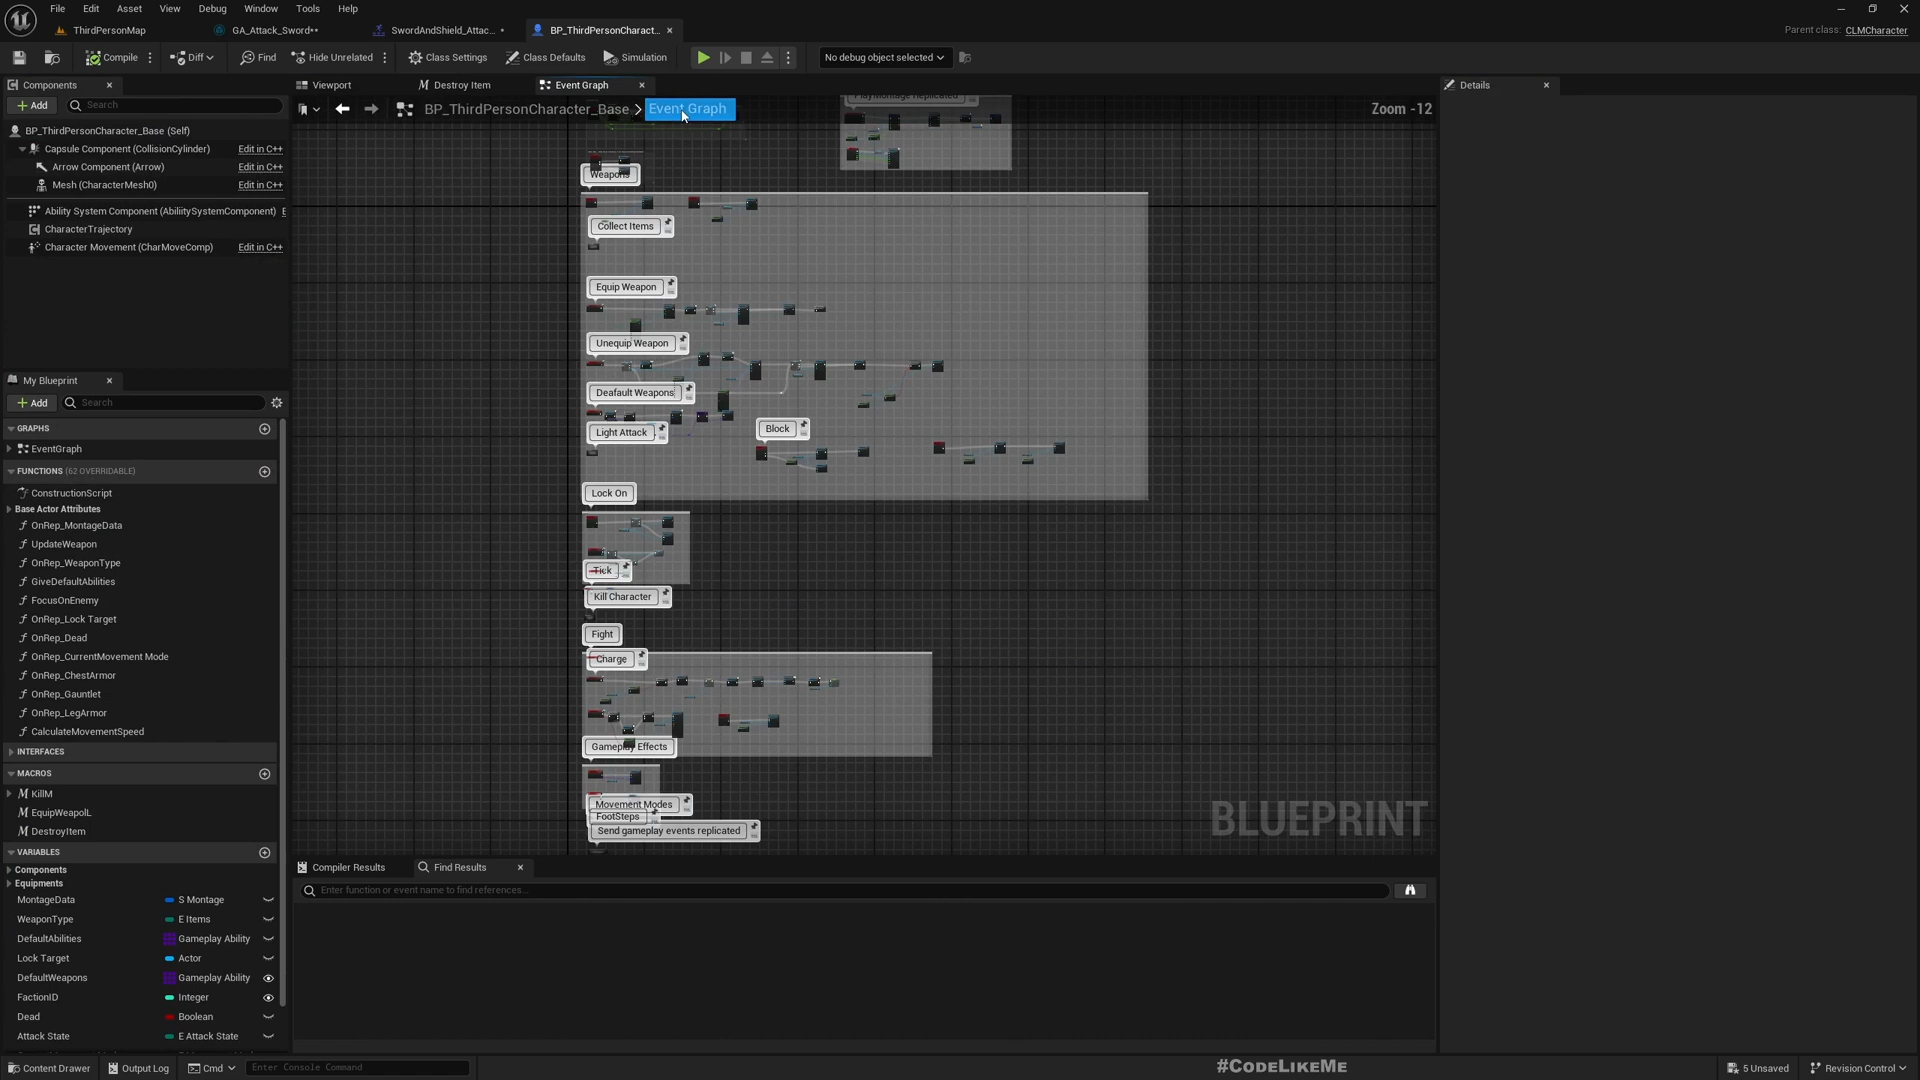 File Edit Asset View Debug Window Tools Help
ThirdPersonMap
GA_Attack_Sword••
SwordAndShield_Attac... •
BP_ThirdPersonCharact...
Parent class: CLMCharacter
Compile
Diff
Find
Hide Unrelated
Class Settings
Class Defaults
Simulation
No debug object selected
Components
Viewport
Destroy Item
Event Graph
Details
Add
Search
BP_ThirdPersonCharacter_Base > Event Graph
Zoom -12
BP_ThirdPersonCharacter_Base (Self)
Capsule Component (CollisionCylinder) Edit in C++
Arrow Component (Arrow) Edit in C++
Mesh (CharacterMesh0) Edit in C++
Ability System Component (AbilitySystemComponent) E
CharacterTrajectory
Character Movement (CharMoveComp) Edit in C++
Weapons
Collect Items
Equip Weapon
Unequip Weapon
Deafault Weapons
Light Attack
Block
Lock On
Tick
Kill Character
Fight
Charge
Gameplay Effects
Movement Modes
FootSteps
Send gameplay events replicated
BLUEPRINT
My Blueprint
Add
Search
GRAPHS
EventGraph
FUNCTIONS (62 OVERRIDABLE)
ConstructionScript
Base Actor Attributes
OnRep_MontageData
UpdateWeapon
OnRep_WeaponType
GiveDefaultAbilities
FocusOnEnemy
OnRep_Lock Target
OnRep_Dead
OnRep_CurrentMovement Mode
OnRep_ChestArmor
OnRep_Gauntlet
OnRep_LegArmor
CalculateMovementSpeed
INTERFACES
MACROS
KillM
EquipWeapolL
DestroyItem
VARIABLES
Components
Equipments
MontageData S Montage
WeaponType E Items
DefaultAbilities Gameplay Ability
Lock Target Actor
DefaultWeapons Gameplay Ability
FactionID Integer
Dead Boolean
Attack State E Attack State
Compiler Results
Find Results
Enter function or event name to find references...
Content Drawer
Output Log
Cmd
Enter Console Command
#CODELIKEME
5 Unsaved
Revision Control